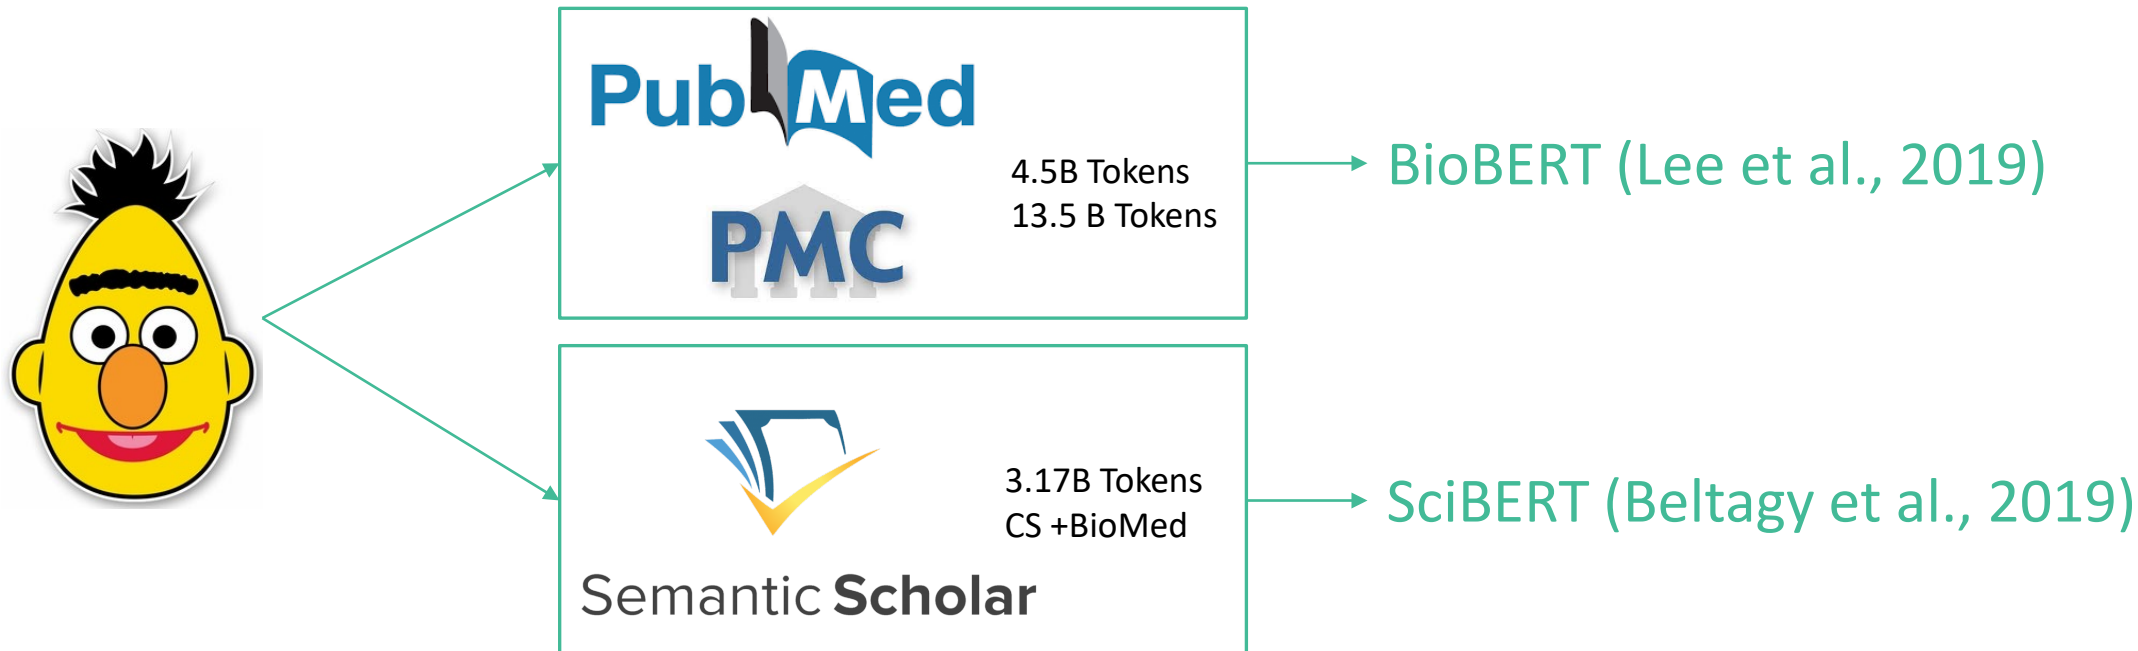 PubMed
4.5B Tokens
13.5 B Tokens
PMC
BioBERT (Lee et al., 2019)
3.17B Tokens
CS +BioMed
Semantic Scholar
SciBERT (Beltagy et al., 2019)